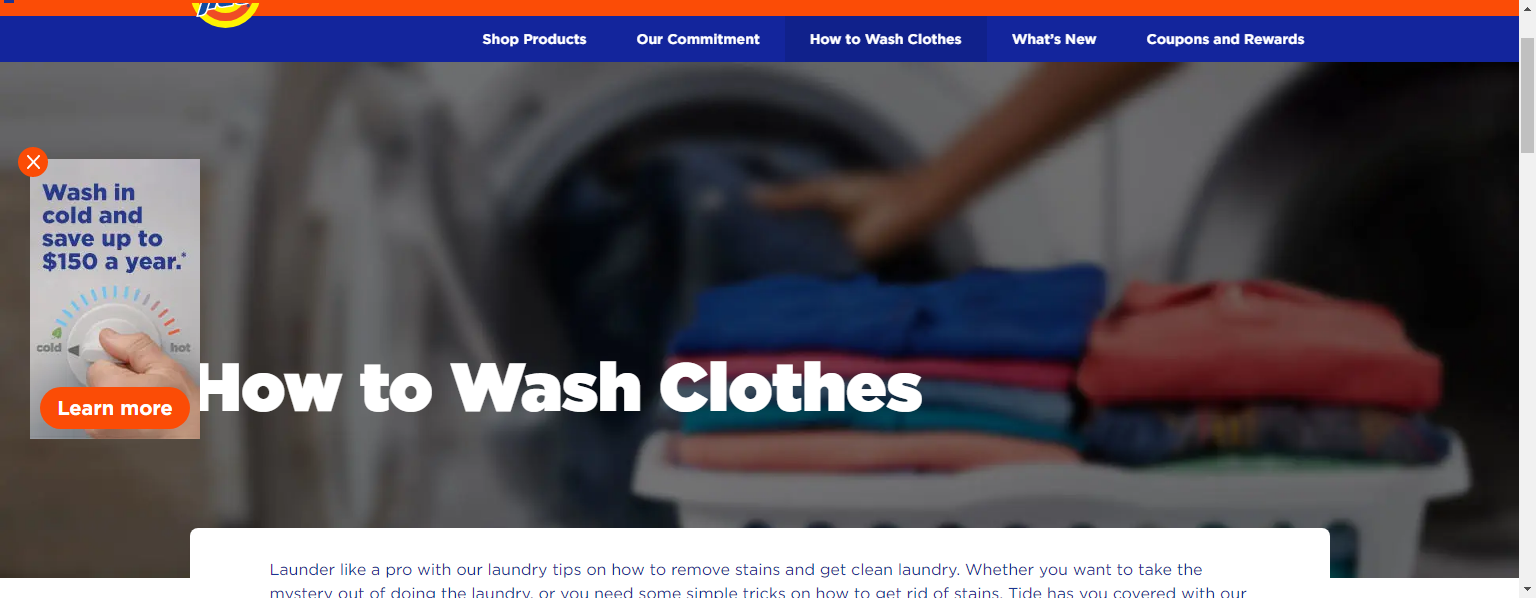 Shop Products
Our Commitment
How to Wash Clothes
What's New
Coupons and Rewards
Wash in
cold and
save up to
$150 a year.*
cold
hot
Learn more
How to Wash Clothes
Launder like a pro with our laundry tips on how to remove stains and get clean laundry. Whether you want to take the
mystery out of doing the laundry, or you need some simple tricks on how to get rid of stains, Tide has you covered with our